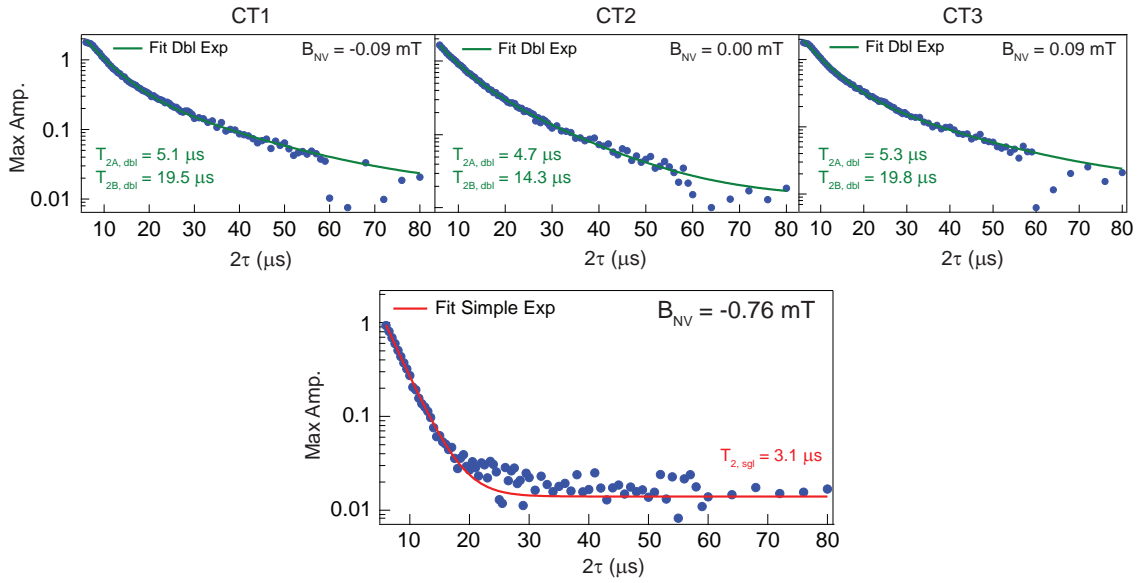 CT1 CT2 CT3
Fit Dbl Exp B_NV = -0.09 mT Fit Dbl Exp B_NV = 0.00 mT Fit Dbl Exp B_NV = 0.09 mT
Max Amp.
1
0.1
0.01
T_2A, dbl = 5.1 μs T_2A, dbl = 4.7 μs T_2A, dbl = 5.3 μs
T_2B, dbl = 19.5 μs T_2B, dbl = 14.3 μs T_2B, dbl = 19.8 μs
10 20 30 40 50 60 70 80 10 20 30 40 50 60 70 80 10 20 30 40 50 60 70 80
2τ (μs) 2τ (μs) 2τ (μs)
Fit Simple Exp B_NV = -0.76 mT
Max Amp.
1
0.1
0.01
T_2, sgl = 3.1 μs
10 20 30 40 50 60 70 80
2τ (μs)